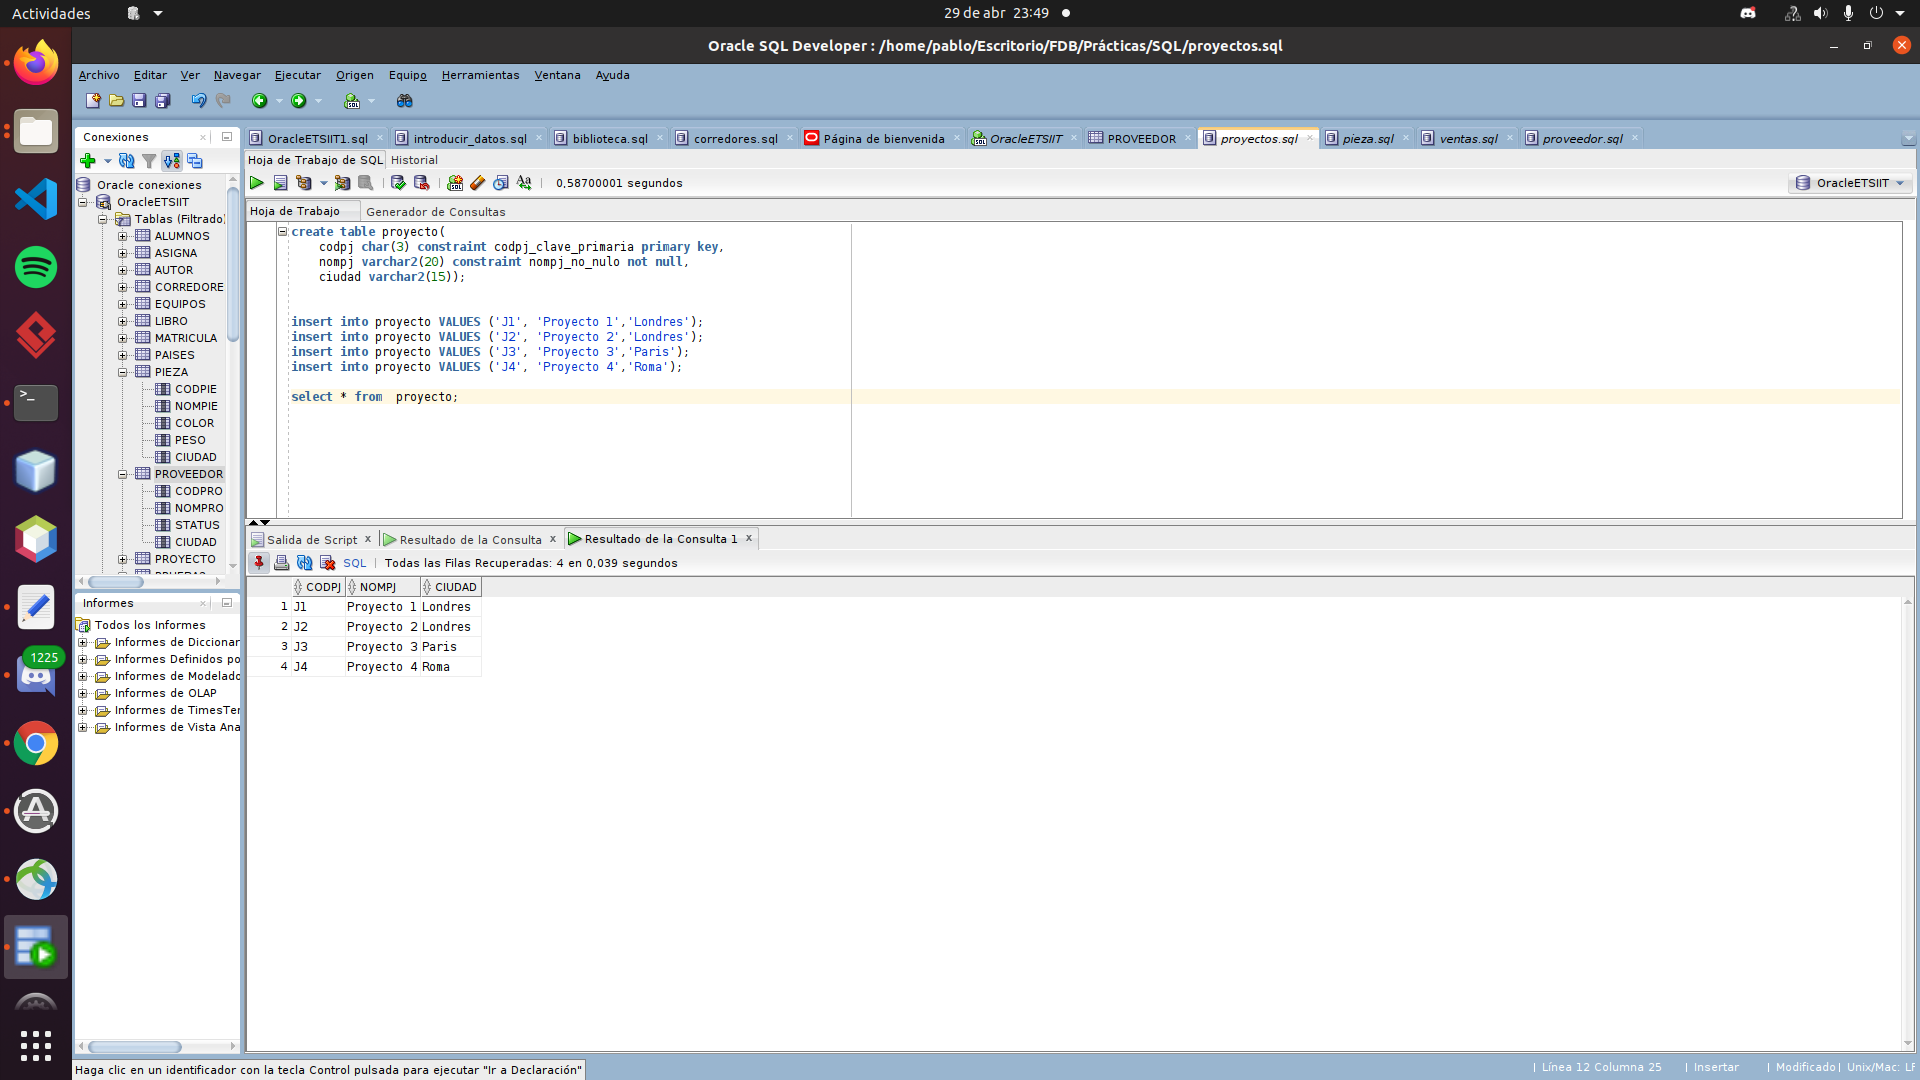 Actividades
29 de abr 23:49
Oracle SQL Developer : /home/pablo/Escritorio/FDB/Prácticas/SQL/proyectos.sql
Archivo Editar Ver Navegar Ejecutar Origen Equipo Herramientas Ventana Ayuda
Conexiones
OracleETSIIT1.sql introducir_datos.sql biblioteca.sql corredores.sql Página de bienvenida OracleETSIIT PROVEEDOR proyectos.sql pieza.sql ventas.sql proveedor.sql
Hoja de Trabajo de SQL Historial
0,58700001 segundos
OracleETSIIT
Hoja de Trabajo Generador de Consultas
Oracle conexiones
OracleETSIIT
Tablas (Filtrado)
ALUMNOS
ASIGNA
AUTOR
CORREDORE
EQUIPOS
LIBRO
MATRICULA
PAISES
PIEZA
CODPIE
NOMPIE
COLOR
PESO
CIUDAD
PROVEEDOR
CODPRO
NOMPRO
STATUS
CIUDAD
PROYECTO
create table proyecto(
codpj char(3) constraint codpj_clave_primaria primary key,
nompj varchar2(20) constraint nompj_no_nulo not null,
ciudad varchar2(15));
insert into proyecto VALUES ('J1', 'Proyecto 1','Londres');
insert into proyecto VALUES ('J2', 'Proyecto 2','Londres');
insert into proyecto VALUES ('J3', 'Proyecto 3','Paris');
insert into proyecto VALUES ('J4', 'Proyecto 4','Roma');
select * from  proyecto;
Salida de Script Resultado de la Consulta Resultado de la Consulta 1
SQL Todas las Filas Recuperadas: 4 en 0,039 segundos
CODPJ NOMPJ CIUDAD
1 J1 Proyecto 1 Londres
2 J2 Proyecto 2 Londres
3 J3 Proyecto 3 Paris
4 J4 Proyecto 4 Roma
Informes
Todos los Informes
Informes de Diccionar
Informes Definidos po
Informes de Modelado
Informes de OLAP
Informes de TimesTer
Informes de Vista Ana
1225
Haga clic en un identificador con la tecla Control pulsada para ejecutar "Ir a Declaración"
Línea 12 Columna 25 Insertar Modificado Unix/Mac: LF